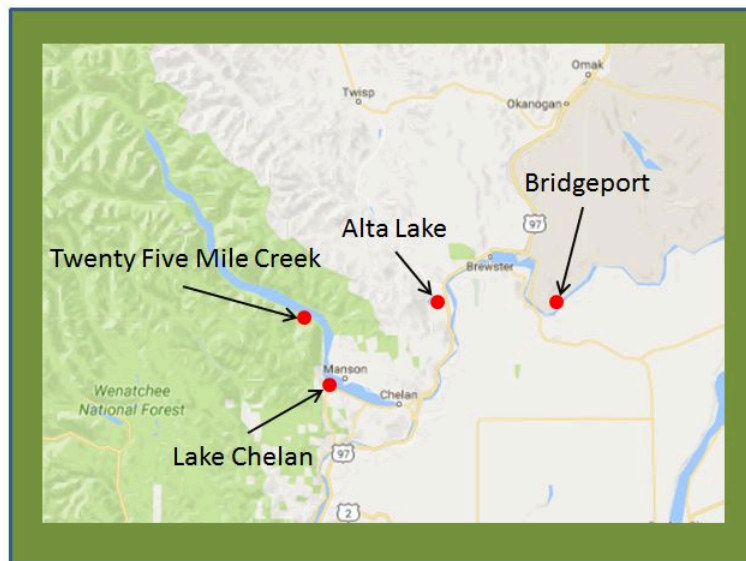 Omak
Twisp
Okanogan
Bridgeport
97
Alta Lake
Brewster
Twenty Five Mile Creek
Manson
Wenatchee
National Forest
Chelan
Lake Chelan
97
2